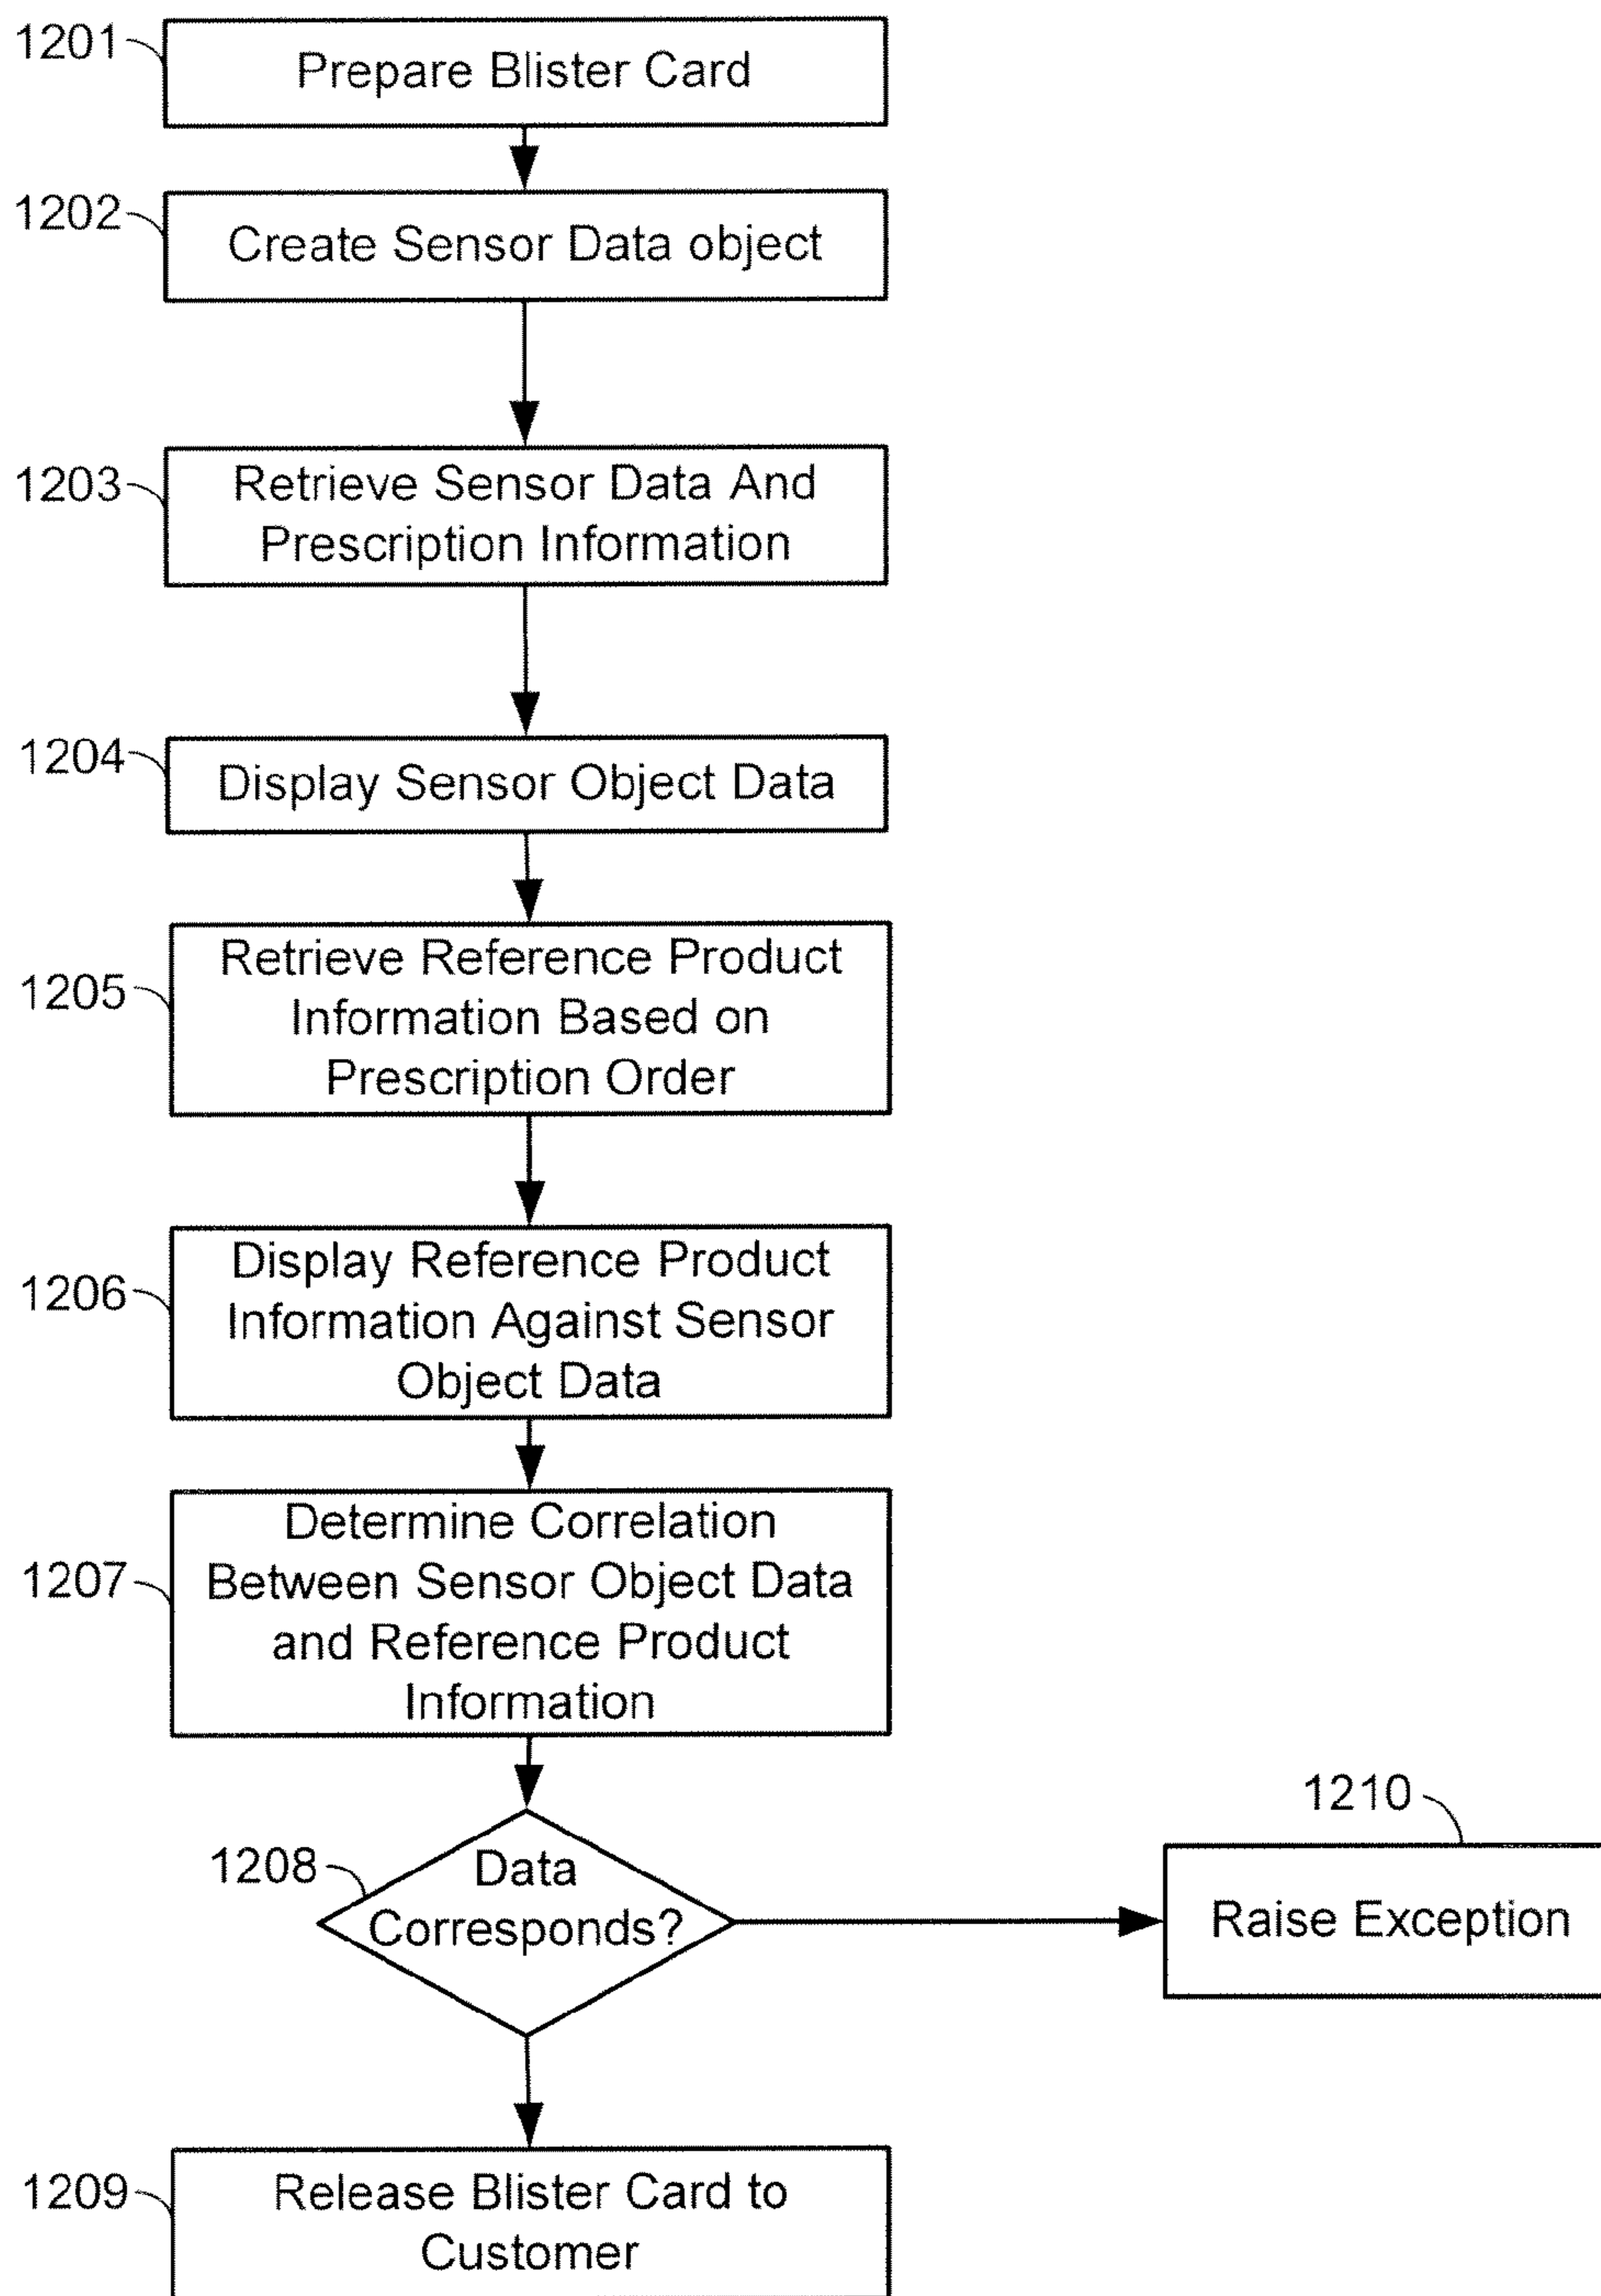 1201
Prepare Blister Card
1202
Create Sensor Data object
1203
Retrieve Sensor Data And
Prescription Information
1204
Display Sensor Object Data
1205
Retrieve Reference Product
Information Based on
Prescription Order
1206
Display Reference Product
Information Against Sensor
Object Data
1207
Determine Correlation
Between Sensor Object Data
and Reference Product
Information
1208
Data
Corresponds?
1210
Raise Exception
1209
Release Blister Card to
Customer